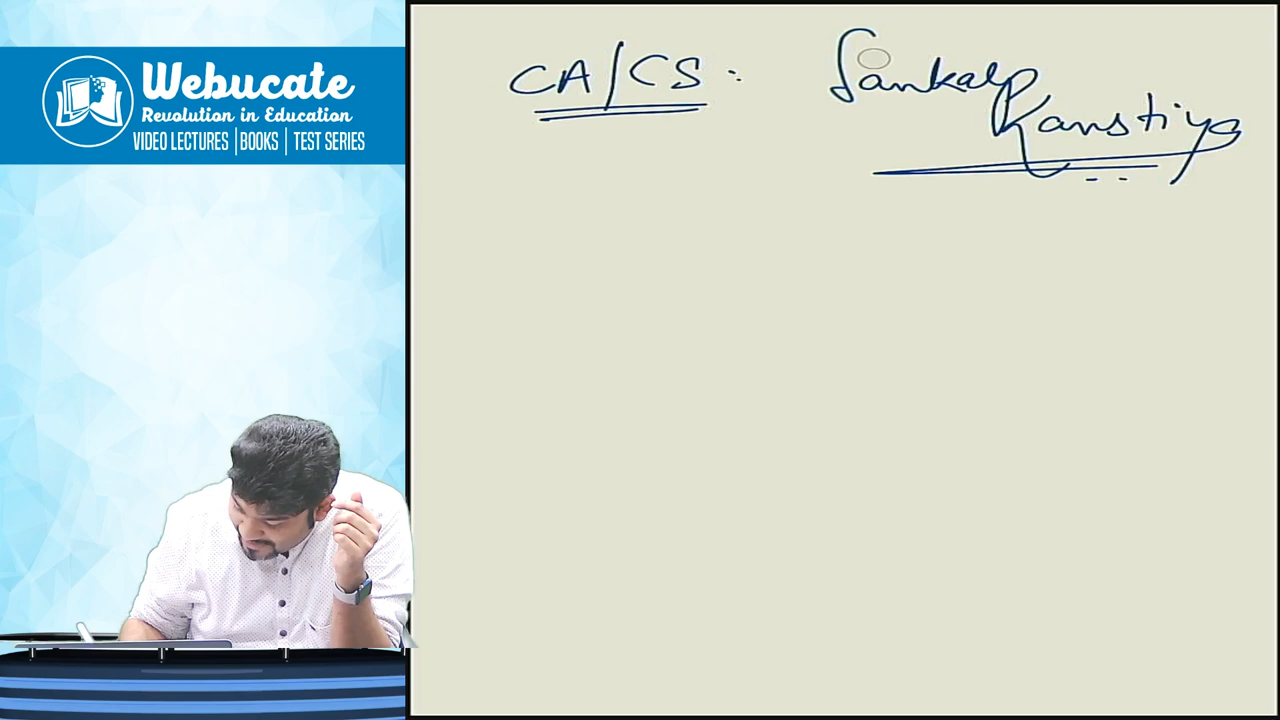 Webucate
Revolution in Education
VIDEO LECTURES | BOOKS | TEST SERIES
CA/CS : Sankalp
Kanstiya